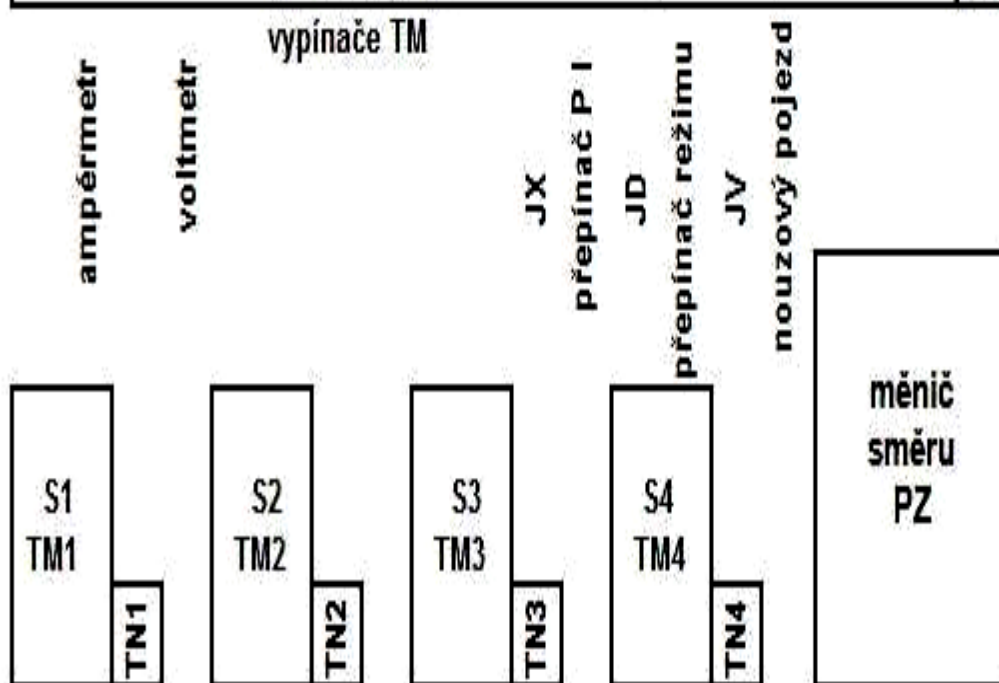 vypínače TM
ampérmetr
voltmetr
JX
přepínač P I
JD
přepínač režimu
JV
nouzový pojezd
S1
TM1
TN1
S2
TM2
TN2
S3
TM3
TN3
S4
TM4
TN4
měnič
směru
PZ